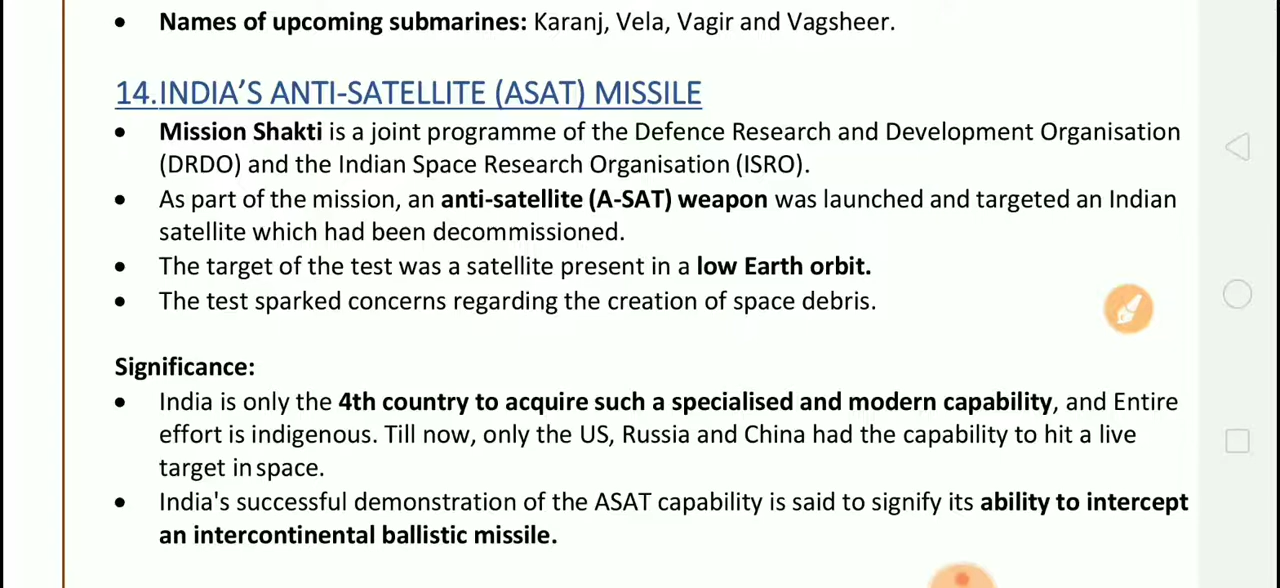 • Names of upcoming submarines: Karanj, Vela, Vagir and Vagsheer.
14.INDIA'S ANTI-SATELLITE (ASAT) MISSILE
• Mission Shakti is a joint programme of the Defence Research and Development Organisation
(DRDO) and the Indian Space Research Organisation (ISRO).
• As part of the mission, an anti-satellite (A-SAT) weapon was launched and targeted an Indian
satellite which had been decommissioned.
• The target of the test was a satellite present in a low Earth orbit.
• The test sparked concerns regarding the creation of space debris.
Significance:
• India is only the 4th country to acquire such a specialised and modern capability, and Entire
effort is indigenous. Till now, only the US, Russia and China had the capability to hit a live
target in space.
• India's successful demonstration of the ASAT capability is said to signify its ability to intercept
an intercontinental ballistic missile.